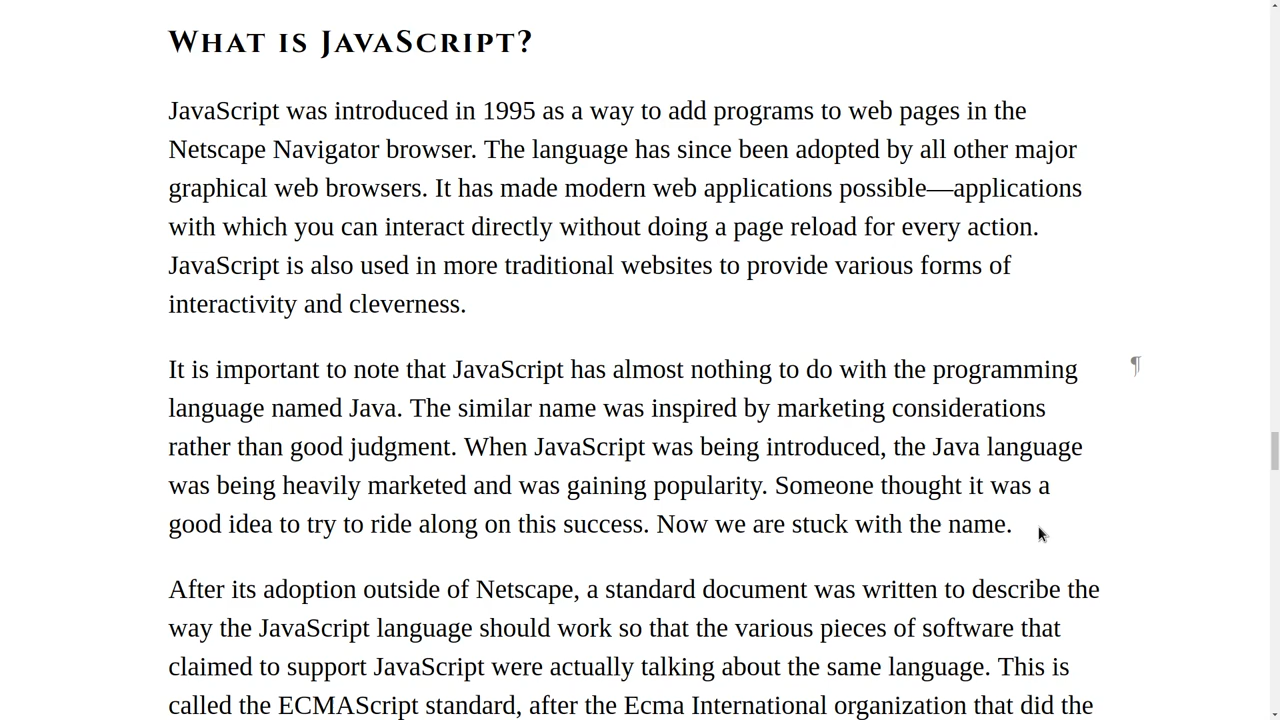 What is JavaScript?
JavaScript was introduced in 1995 as a way to add programs to web pages in the
Netscape Navigator browser. The language has since been adopted by all other major
graphical web browsers. It has made modern web applications possible—applications
with which you can interact directly without doing a page reload for every action.
JavaScript is also used in more traditional websites to provide various forms of
interactivity and cleverness.
It is important to note that JavaScript has almost nothing to do with the programming
¶
language named Java. The similar name was inspired by marketing considerations
rather than good judgment. When JavaScript was being introduced, the Java language
was being heavily marketed and was gaining popularity. Someone thought it was a
good idea to try to ride along on this success. Now we are stuck with the name.
After its adoption outside of Netscape, a standard document was written to describe the
way the JavaScript language should work so that the various pieces of software that
claimed to support JavaScript were actually talking about the same language. This is
called the ECMAScript standard, after the Ecma International organization that did the